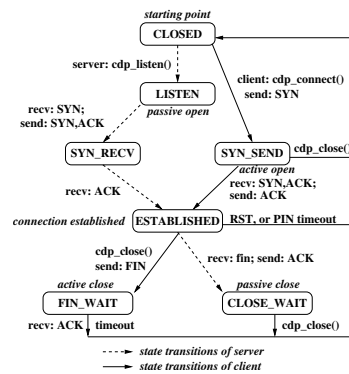 starting point
CLOSED
server: cdp_listen()
client: cdp_connect()
send: SYN
LISTEN
passive open
recv: SYN;
send: SYN,ACK
SYN_RECV
SYN_SEND
cdp_close()
active open
recv: SYN,ACK;
send: ACK
recv: ACK
connection established
ESTABLISHED
RST, or PIN timeout
cdp_close()
send: FIN
recv: fin; send: ACK
active close
passive close
FIN_WAIT
CLOSE_WAIT
recv: ACK
timeout
cdp_close()
state transitions of server
state transitions of client